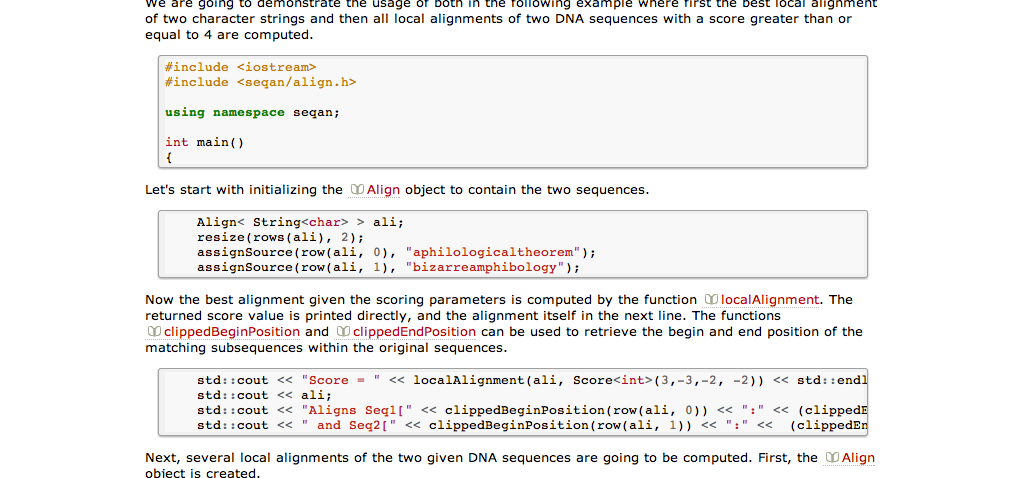 We are going to demonstrate the usage of both in the following example where first the best local alignment
of two character strings and then all local alignments of two DNA sequences with a score greater than or
equal to 4 are computed.
#include <iostream>
#include <seqan/align.h>
using namespace seqan;
int main()
{
Let's start with initializing the Align object to contain the two sequences.
Align< String<char> > ali;
resize(rows(ali), 2);
assignSource(row(ali, 0), "aphilologicaltheorem");
assignSource(row(ali, 1), "bizarreamphibology");
Now the best alignment given the scoring parameters is computed by the function localAlignment. The
returned score value is printed directly, and the alignment itself in the next line. The functions
clippedBeginPosition and clippedEndPosition can be used to retrieve the begin and end position of the
matching subsequences within the original sequences.
std::cout << "Score = " << localAlignment(ali, Score<int>(3,-3,-2, -2)) << std::endl
std::cout << ali;
std::cout << "Aligns Seq1[" << clippedBeginPosition(row(ali, 0)) << ":" << (clippedE
std::cout << " and Seq2[" << clippedBeginPosition(row(ali, 1)) << ":" << (clippedEn
Next, several local alignments of the two given DNA sequences are going to be computed. First, the Align
object is created.